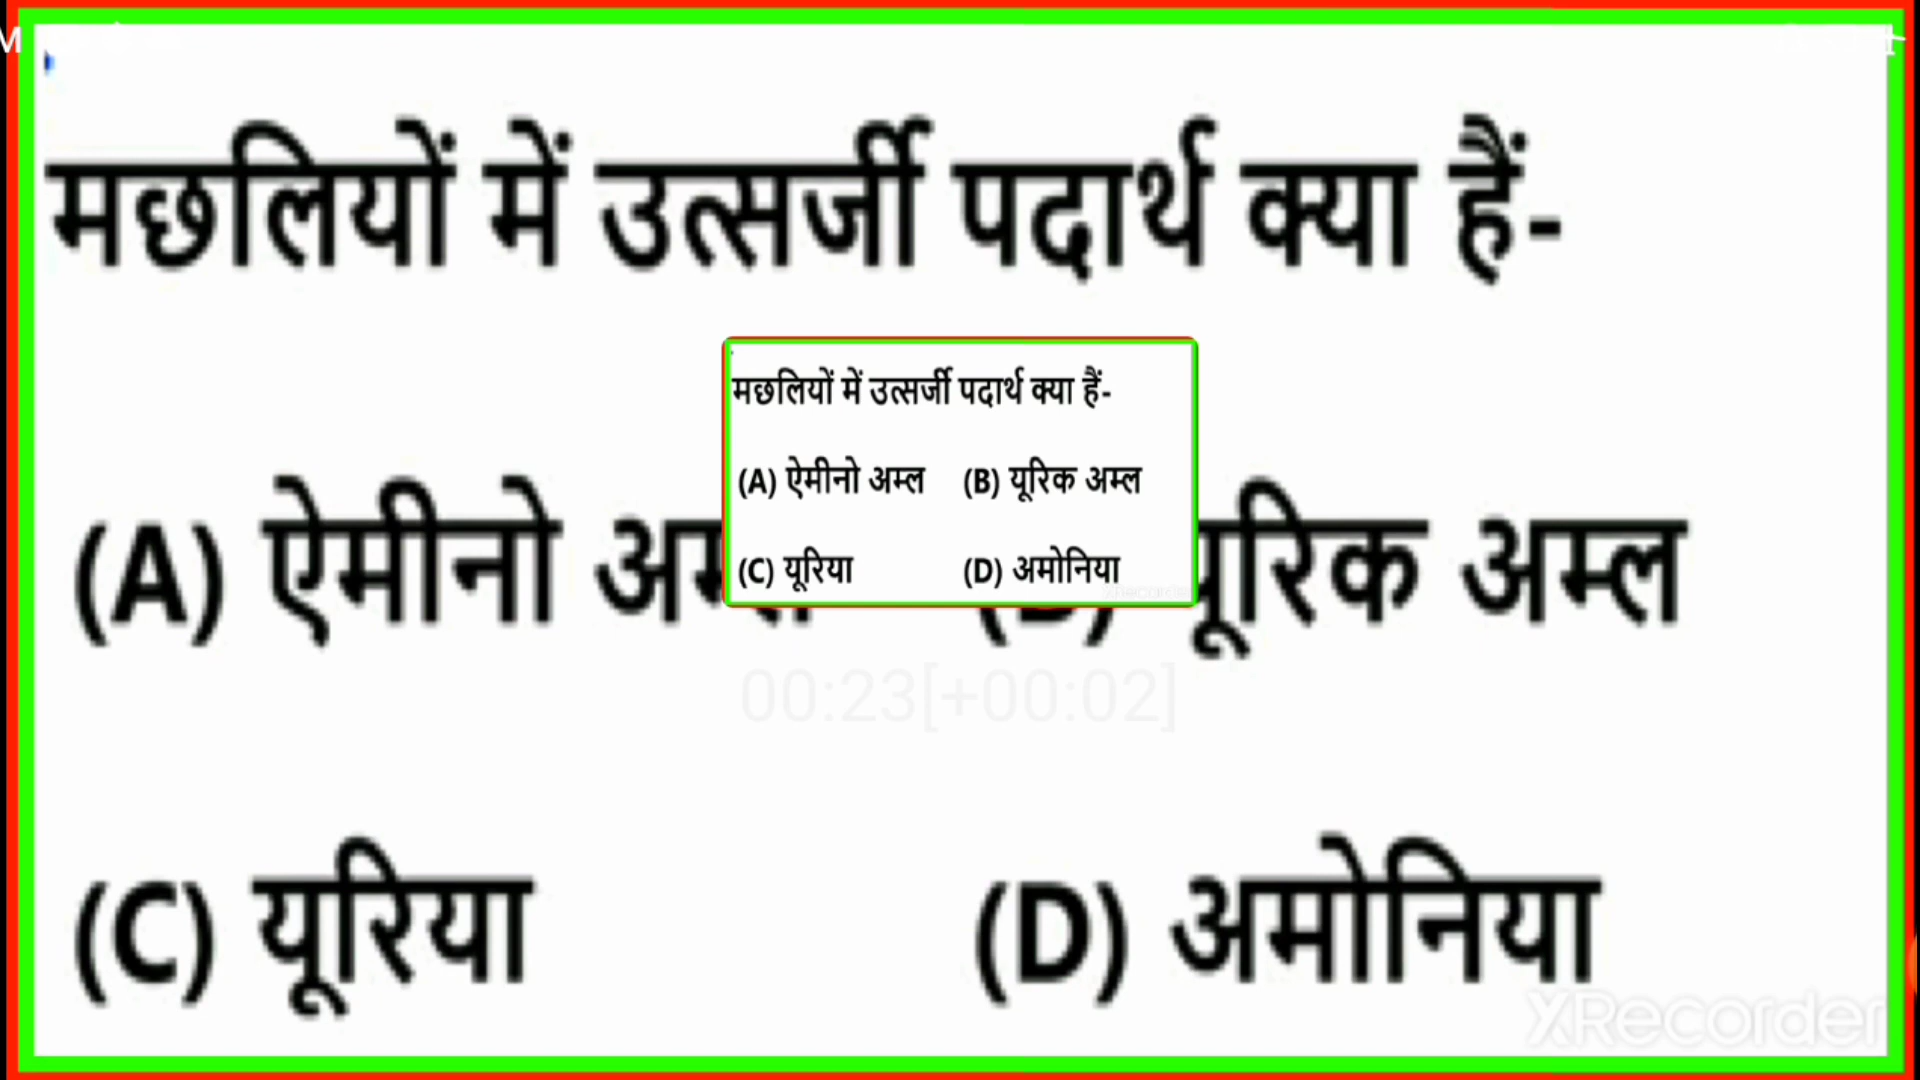 मछलियों में उत्सर्जी पदार्थ क्या हैं-
मछलियों में उत्सर्जी पदार्थ क्या हैं-
(A) ऐमीनो अम्ल (B) यूरिक अम्ल
(C) यूरिया (D) अमोनिया
(A) ऐमीनो अम्ल (B) यूरिक अम्ल
00:23[+00:02]
(C) यूरिया (D) अमोनिया
XRecorder